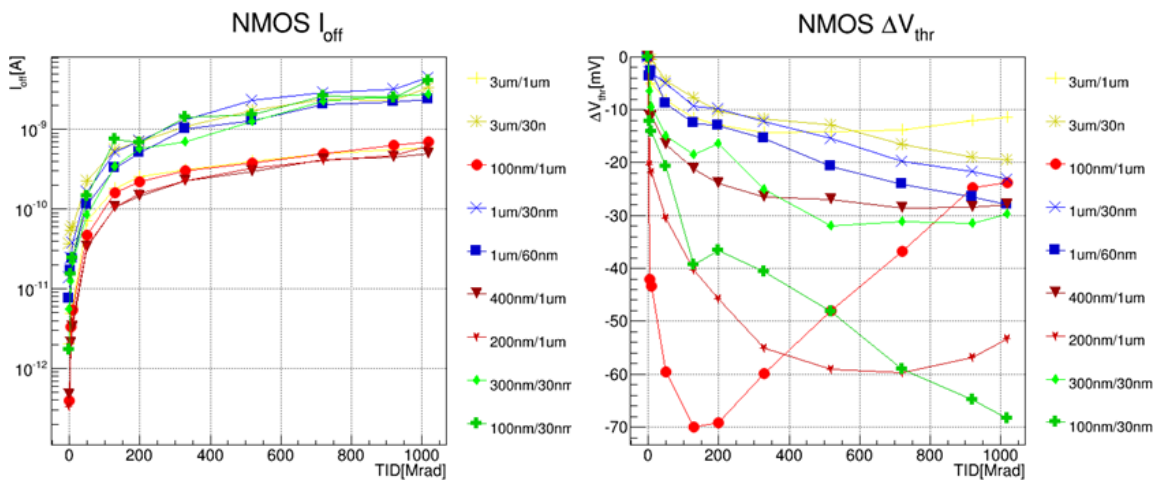 NMOS I_off
I_off[A]
10⁻⁹
10⁻¹⁰
10⁻¹¹
10⁻¹²
0 200 400 600 800 1000
TID[Mrad]
3um/1um
3um/30n
100nm/1um
1um/30nm
1um/60nm
400nm/1um
200nm/1um
300nm/30nm
100nm/30nm
NMOS ΔV_thr
ΔV_thr[mV]
0
-10
-20
-30
-40
-50
-60
-70
0 200 400 600 800 1000
TID[Mrad]
3um/1um
3um/30n
100nm/1um
1um/30nm
1um/60nm
400nm/1um
200nm/1um
300nm/30nm
100nm/30nm